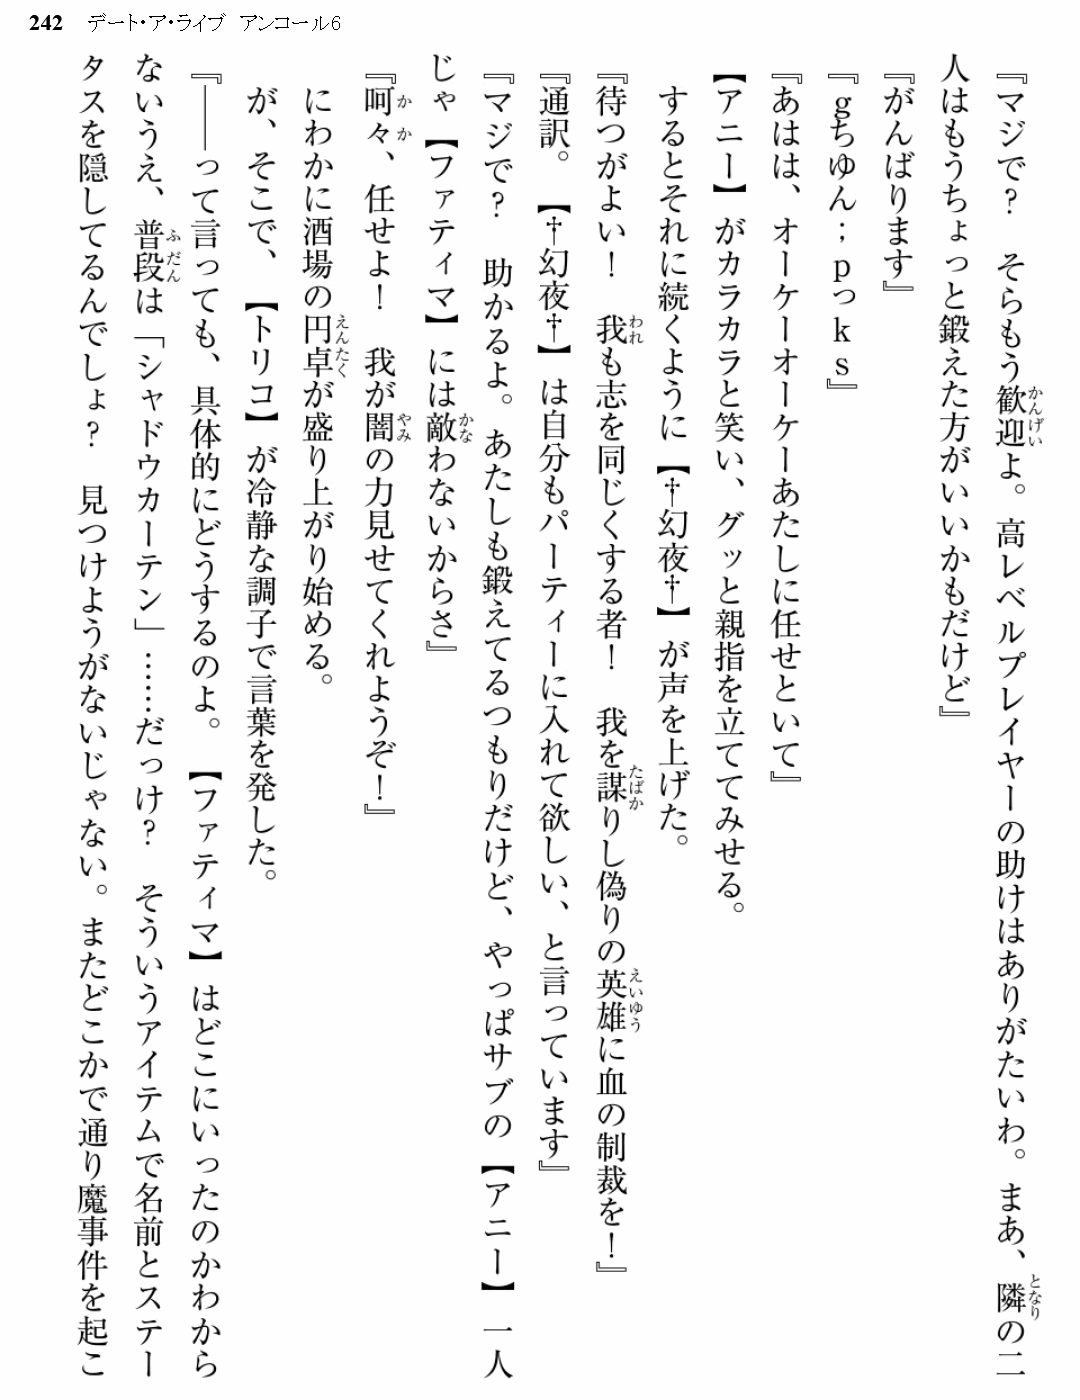 242 デート・ア・ライブ アンコール6
『マジで？　そらもう歓迎よ。高レベルプレイヤーの助けはありがたいわ。まあ、隣の二
人はもうちょっと鍛えた方がいいかもだけど』
『がんばります』
『gちゆん；pっks』
『あはは、オーケーオーケーあたしに任せといて』
【アニー】がカラカラと笑い、グッと親指を立ててみせる。
するとそれに続くように【†幻夜†】が声を上げた。
『待つがよい！　我も志を同じくする者！　我を謀りし偽りの英雄に血の制裁を！』
『通訳。【†幻夜†】は自分もパーティーに入れて欲しい、と言っています』
『マジで？　助かるよ。あたしも鍛えてるつもりだけど、やっぱサブの【アニー】一人
じゃ【ファティマ】には敵わないからさ』
『呵々、任せよ！　我が闇の力見せてくれようぞ！』
にわかに酒場の円卓が盛り上がり始める。
が、そこで、【トリコ】が冷静な調子で言葉を発した。
『――って言っても、具体的にどうするのよ。【ファティマ】はどこにいったのかわから
ないうえ、普段は「シャドウカーテン」……だっけ？　そういうアイテムで名前とステー
タスを隠してるんでしょ？　見つけようがないじゃない。またどこかで通り魔事件を起こ